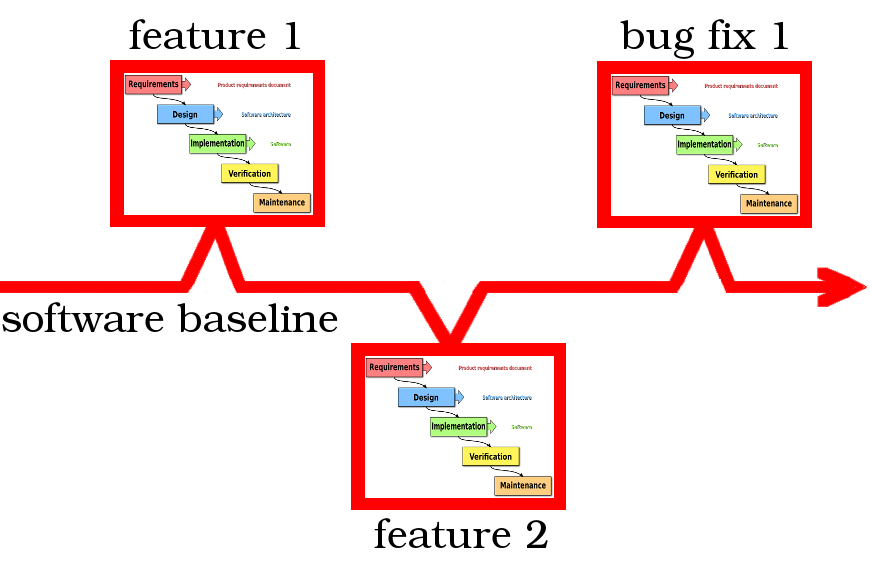 feature 1
Requirements
Product requirements document
Design
Software architecture
Implementation
Software
Verification
Maintenance
bug fix 1
Requirements
Product requirements document
Design
Software architecture
Implementation
Software
Verification
Maintenance
software baseline
Requirements
Product requirements document
Design
Software architecture
Implementation
Software
Verification
Maintenance
feature 2